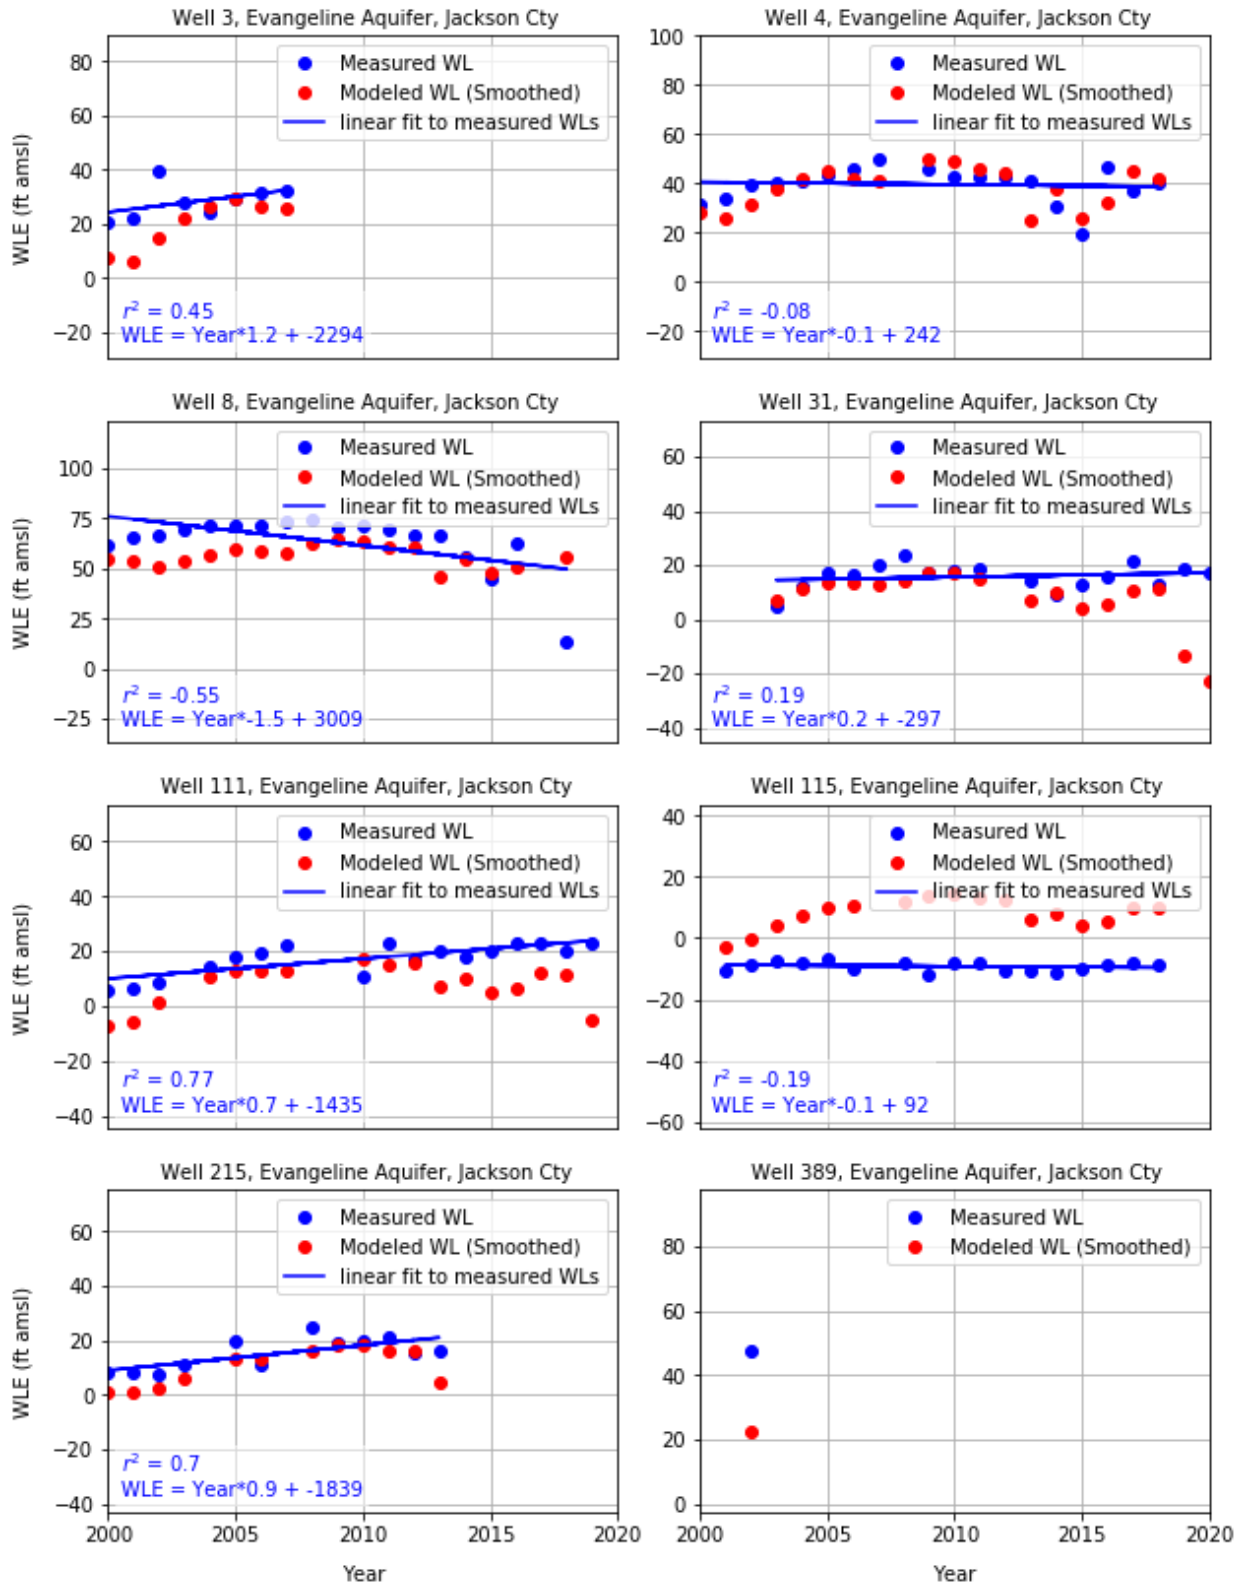 Well 3, Evangeline Aquifer, Jackson Cty
WLE (ft amsl)
80
60
40
20
0
−20
Measured WL
Modeled WL (Smoothed)
linear fit to measured WLs
r² = 0.45
WLE = Year*1.2 + -2294
Well 4, Evangeline Aquifer, Jackson Cty
100
80
60
40
20
0
−20
Measured WL
Modeled WL (Smoothed)
linear fit to measured WLs
r² = -0.08
WLE = Year*-0.1 + 242
Well 8, Evangeline Aquifer, Jackson Cty
WLE (ft amsl)
100
75
50
25
0
−25
Measured WL
Modeled WL (Smoothed)
linear fit to measured WLs
r² = -0.55
WLE = Year*-1.5 + 3009
Well 31, Evangeline Aquifer, Jackson Cty
60
40
20
0
−20
−40
Measured WL
Modeled WL (Smoothed)
linear fit to measured WLs
r² = 0.19
WLE = Year*0.2 + -297
Well 111, Evangeline Aquifer, Jackson Cty
WLE (ft amsl)
60
40
20
0
−20
−40
Measured WL
Modeled WL (Smoothed)
linear fit to measured WLs
r² = 0.77
WLE = Year*0.7 + -1435
Well 115, Evangeline Aquifer, Jackson Cty
40
20
0
−20
−40
−60
Measured WL
Modeled WL (Smoothed)
linear fit to measured WLs
r² = -0.19
WLE = Year*-0.1 + 92
Well 215, Evangeline Aquifer, Jackson Cty
WLE (ft amsl)
60
40
20
0
−20
−40
Measured WL
Modeled WL (Smoothed)
linear fit to measured WLs
r² = 0.7
WLE = Year*0.9 + -1839
2000 2005 2010 2015 2020
Year
Well 389, Evangeline Aquifer, Jackson Cty
80
60
40
20
0
Measured WL
Modeled WL (Smoothed)
2000 2005 2010 2015 2020
Year